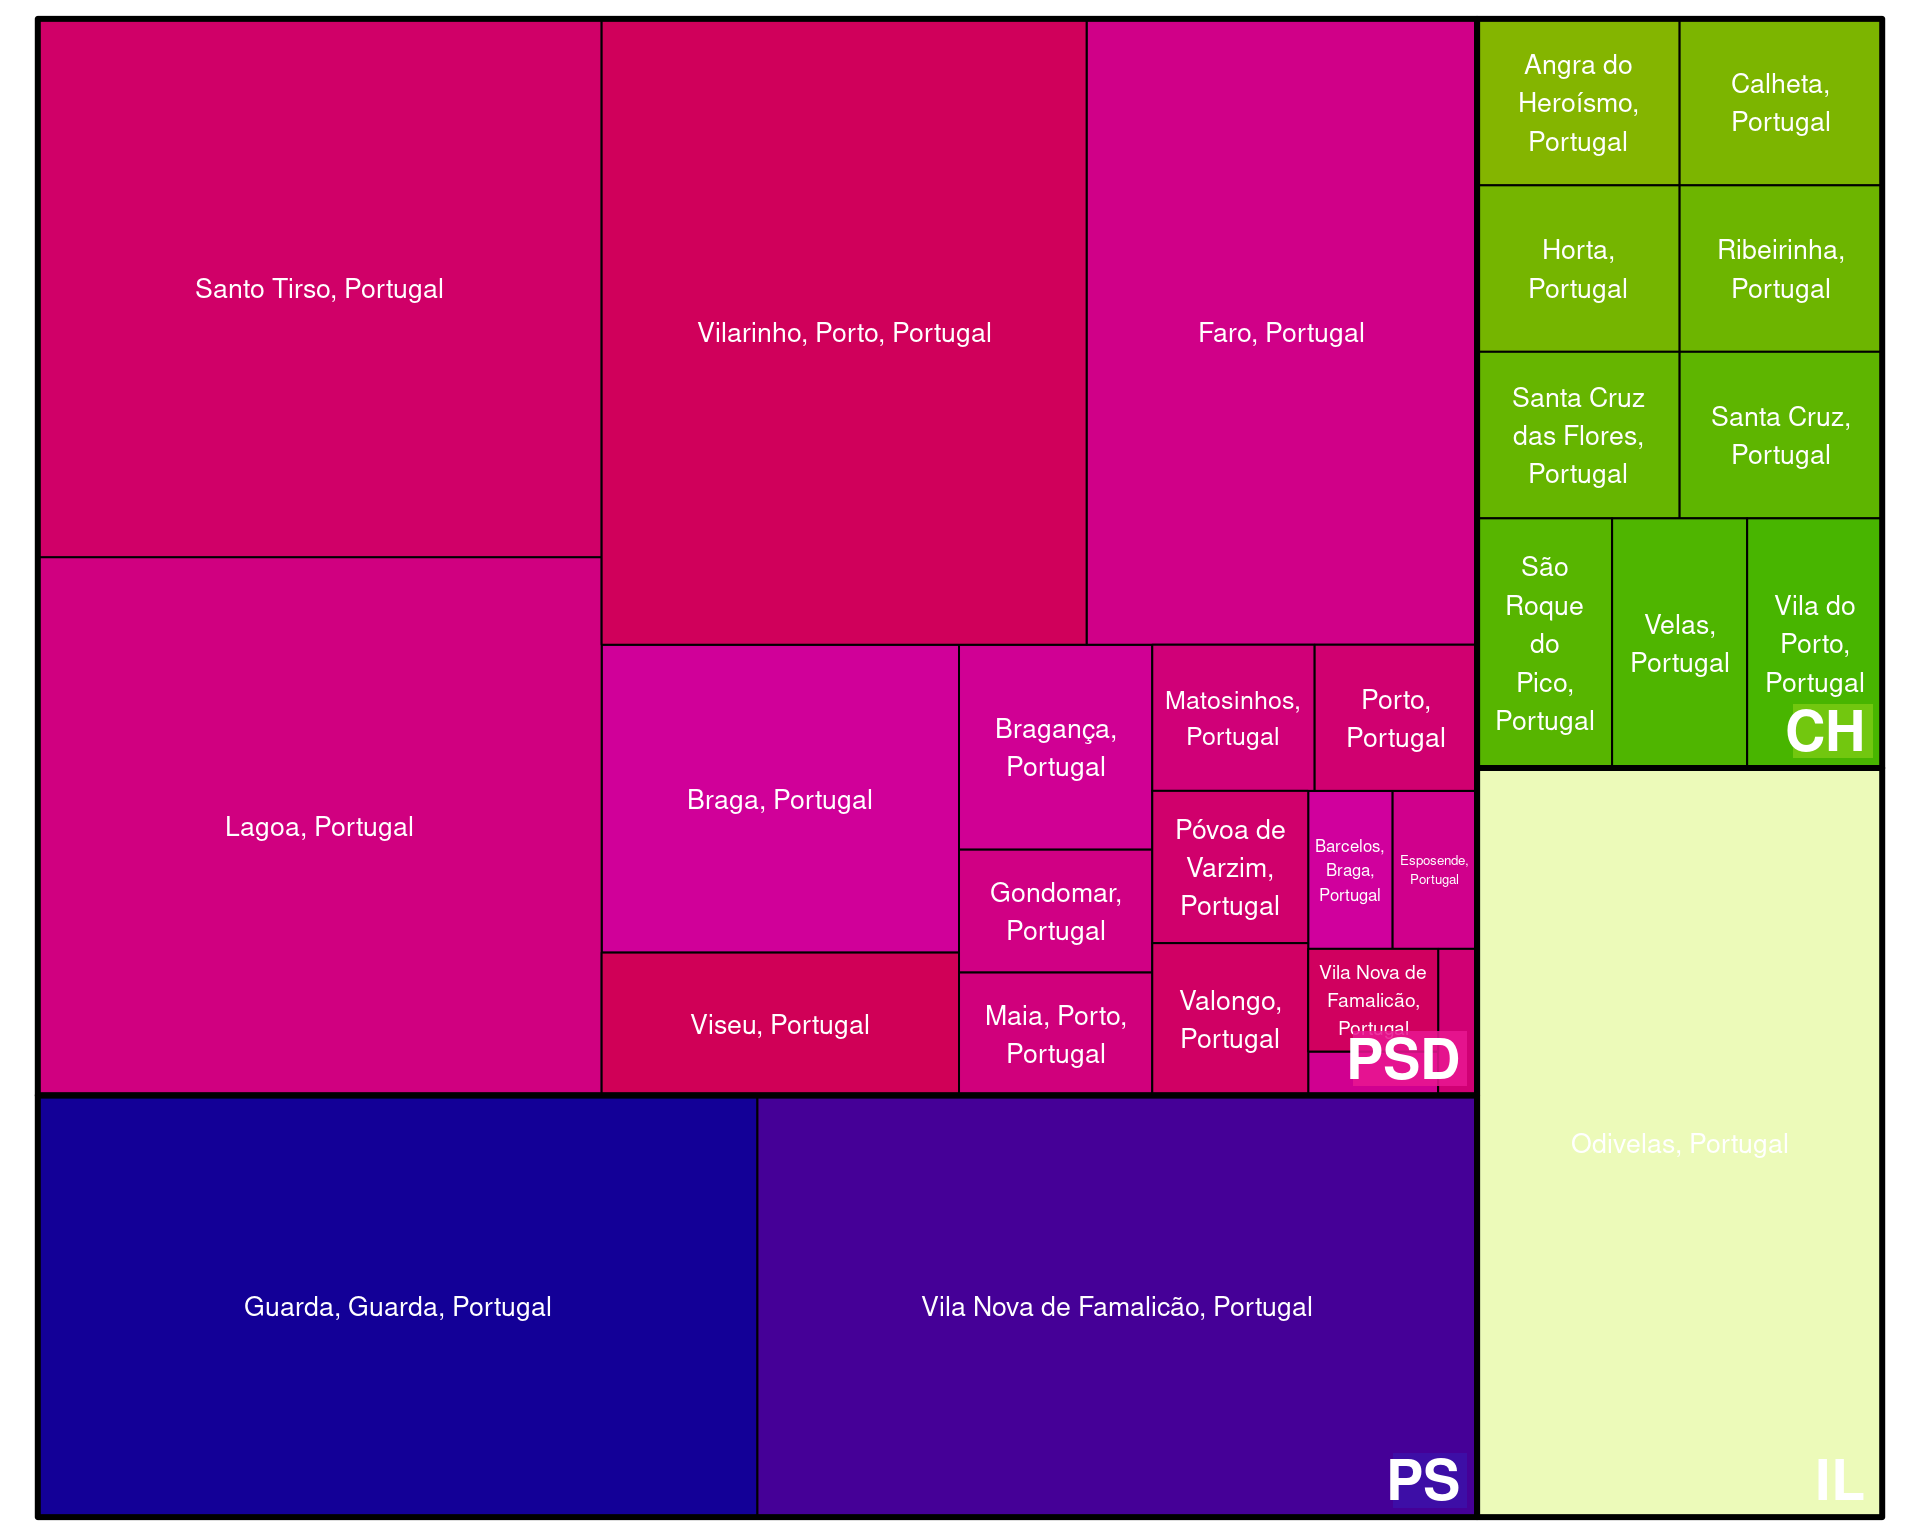 Santo Tirso, Portugal
Lagoa, Portugal
Vilarinho, Porto, Portugal
Faro, Portugal
Braga, Portugal
Viseu, Portugal
Bragança,
Portugal
Gondomar,
Portugal
Maia, Porto,
Portugal
Matosinhos,
Portugal
Porto,
Portugal
Póvoa de
Varzim,
Portugal
Valongo,
Portugal
Barcelos,
Braga,
Portugal
Esposende,
Portugal
Vila Nova de
Famalicão,
Portugal
PSD
Guarda, Guarda, Portugal
Vila Nova de Famalicão, Portugal
PS
Angra do
Heroísmo,
Portugal
Calheta,
Portugal
Horta,
Portugal
Ribeirinha,
Portugal
Santa Cruz
das Flores,
Portugal
Santa Cruz,
Portugal
São
Roque
do
Pico,
Portugal
Velas,
Portugal
Vila do
Porto,
Portugal
CH
Odivelas, Portugal
IL